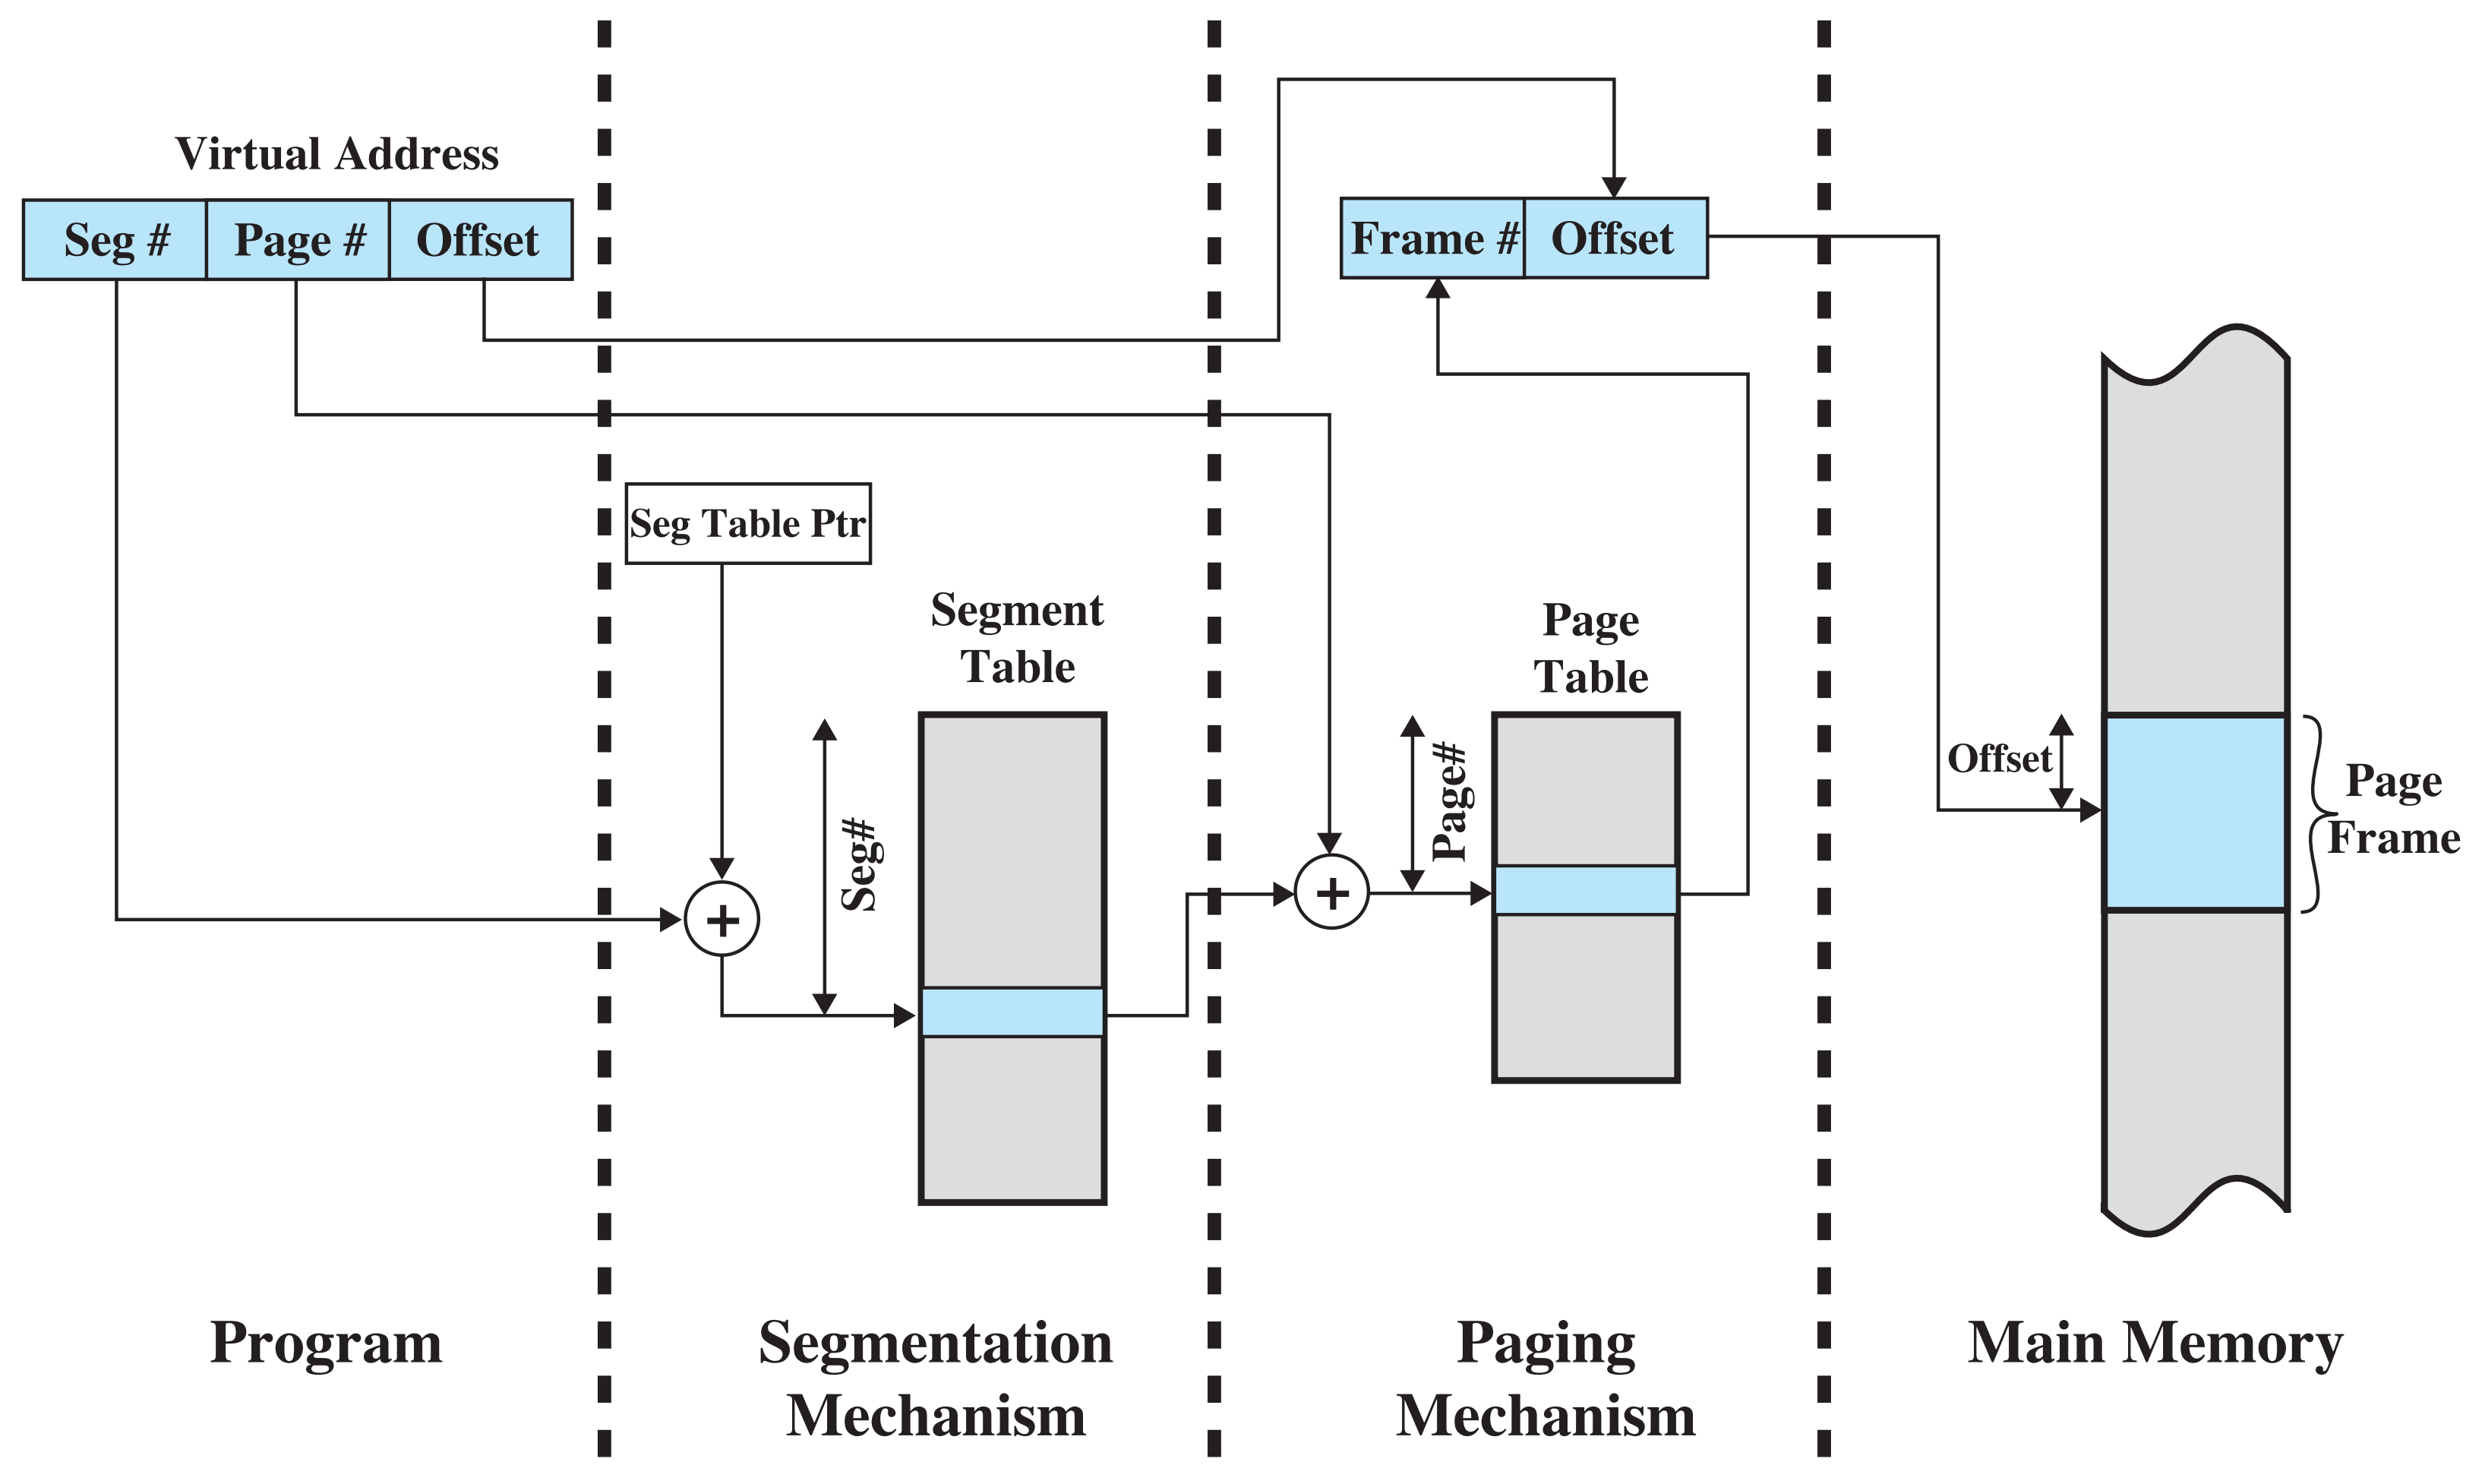 Virtual Address
Seg # Page # Offset
Frame # Offset
Seg Table Ptr
Segment
Table
Seg#
Page
Table
Page#
Offset
Page
Frame
Program
Segmentation
Mechanism
Paging
Mechanism
Main Memory